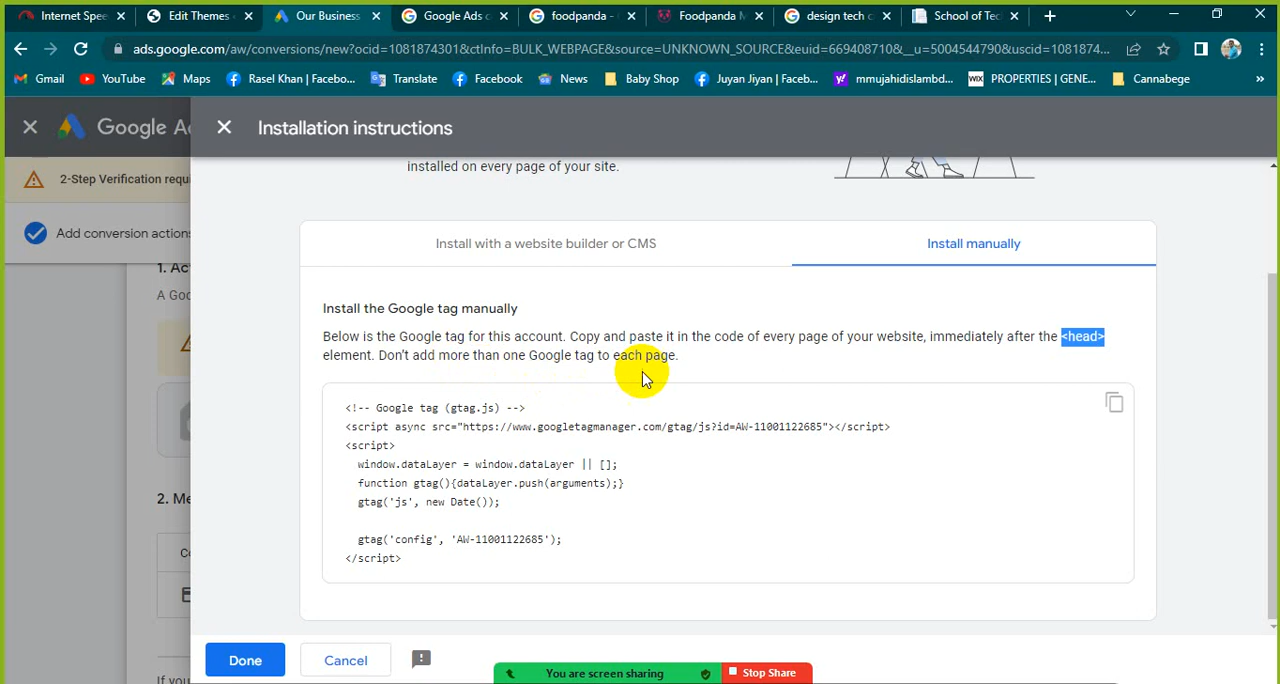 Internet Spee
Edit Themes
Our Business
Google Ads c
foodpanda -
Foodpanda M
design tech c
School of Tec
ads.google.com/aw/conversions/new?ocid=1081874301&ctInfo=BULK_WEBPAGE&source=UNKNOWN_SOURCE&euid=669408710&__u=5004544790&uscid=1081874...
Gmail
YouTube
Maps
Rasel Khan | Facebo...
Translate
Facebook
News
Baby Shop
Juyan Jiyan | Faceb...
mmujahidislambd...
WIX
PROPERTIES | GENE...
Cannabege
»
Google A
Installation instructions
2-Step Verification requi
installed on every page of your site.
Add conversion actions
Install with a website builder or CMS
Install manually
1. Ac
A Goo
Install the Google tag manually
Below is the Google tag for this account. Copy and paste it in the code of every page of your website, immediately after the <head>
element. Don't add more than one Google tag to each page.
<!-- Google tag (gtag.js) -->
<script async src="https://www.googletagmanager.com/gtag/js?id=AW-11001122685"></script>
<script>
window.dataLayer = window.dataLayer || [];
function gtag(){dataLayer.push(arguments);}
gtag('js', new Date());
gtag('config', 'AW-11001122685');
</script>
2. Me
Co
Done
Cancel
If you
You are screen sharing
Stop Share